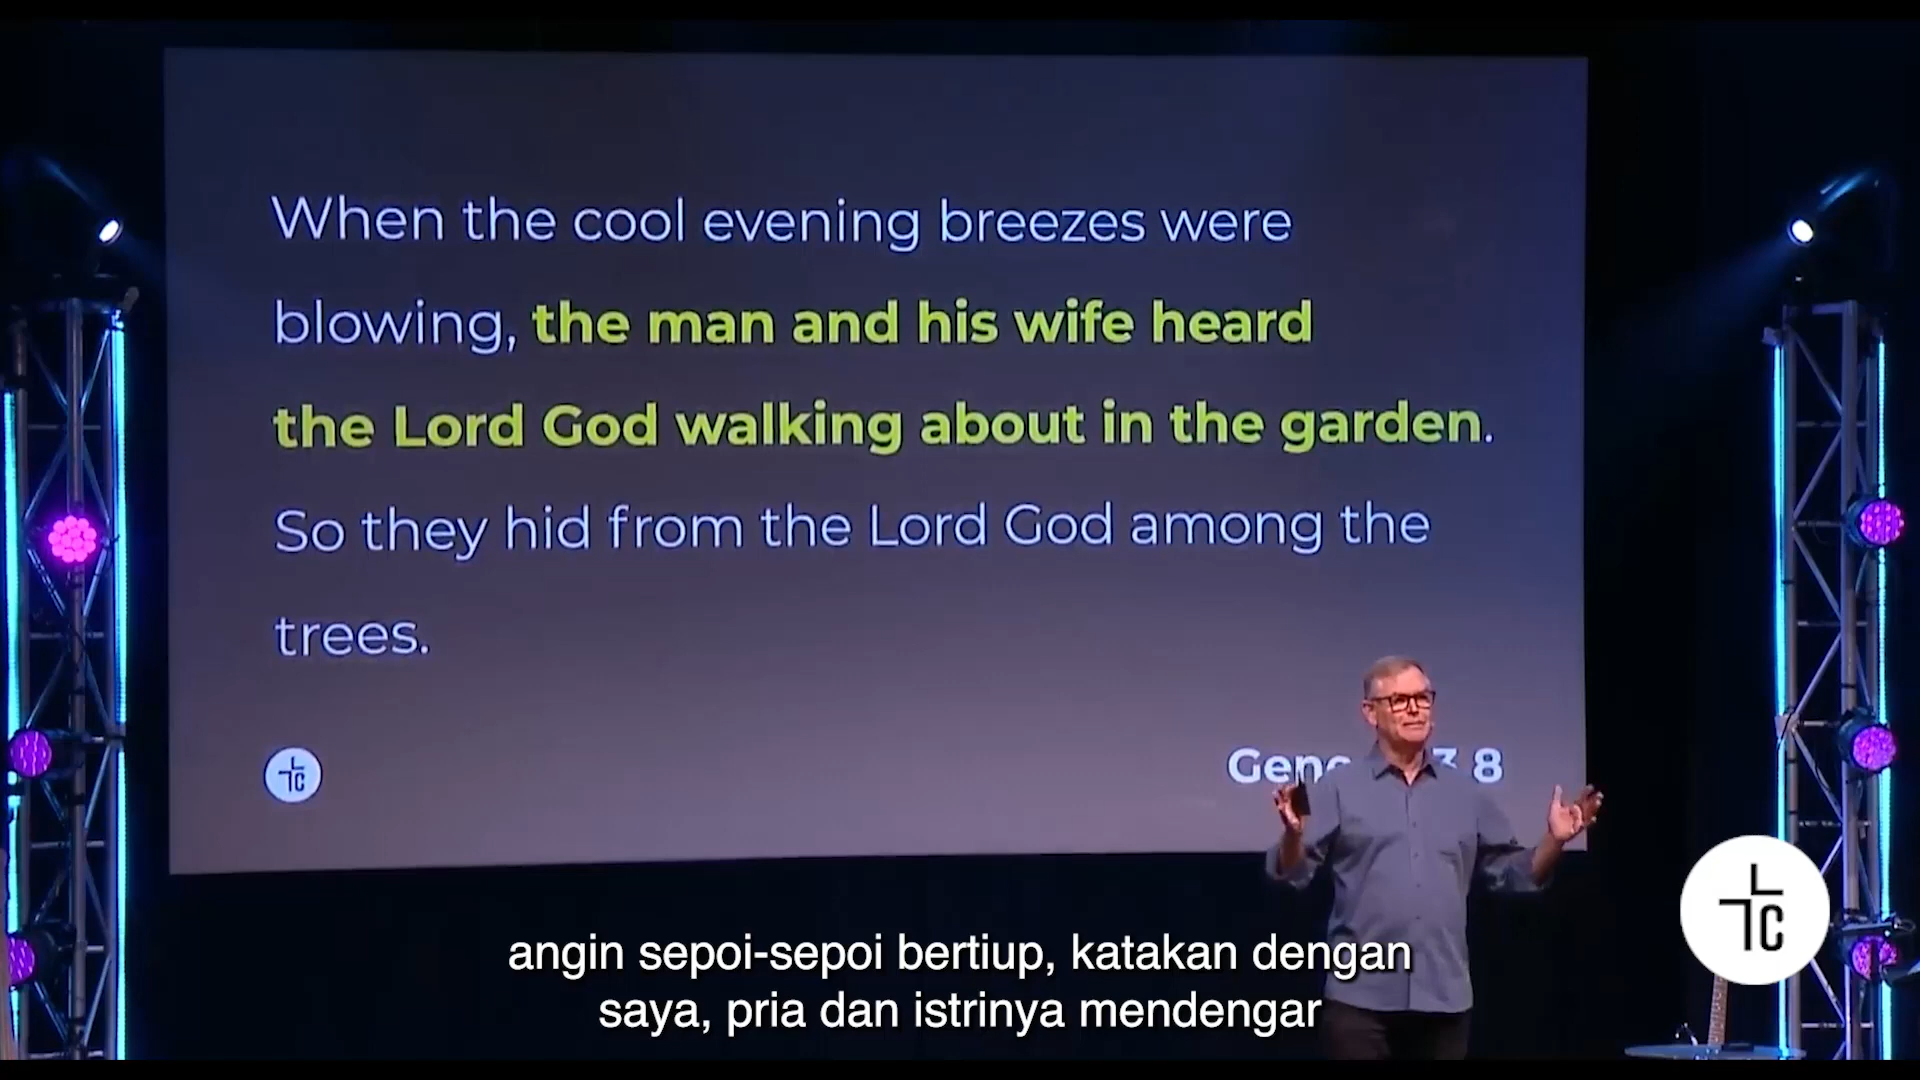 When the cool evening breezes were
blowing, the man and his wife heard
the Lord God walking about in the garden.
So they hid from the Lord God among the
trees.
LTC
8
angin sepoi-sepoi bertiup, katakan dengan
saya, pria dan istrinya mendengar
LTC